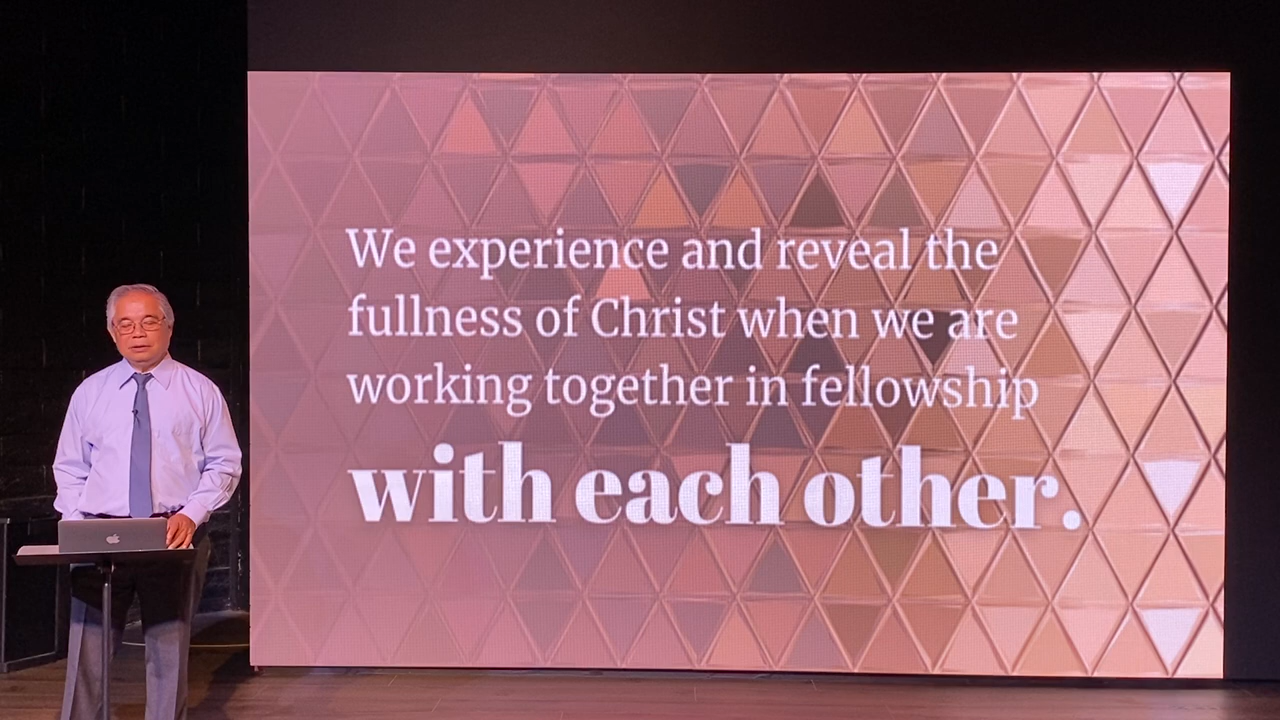 We experience and reveal the
fullness of Christ when we are
working together in fellowship
with each other.